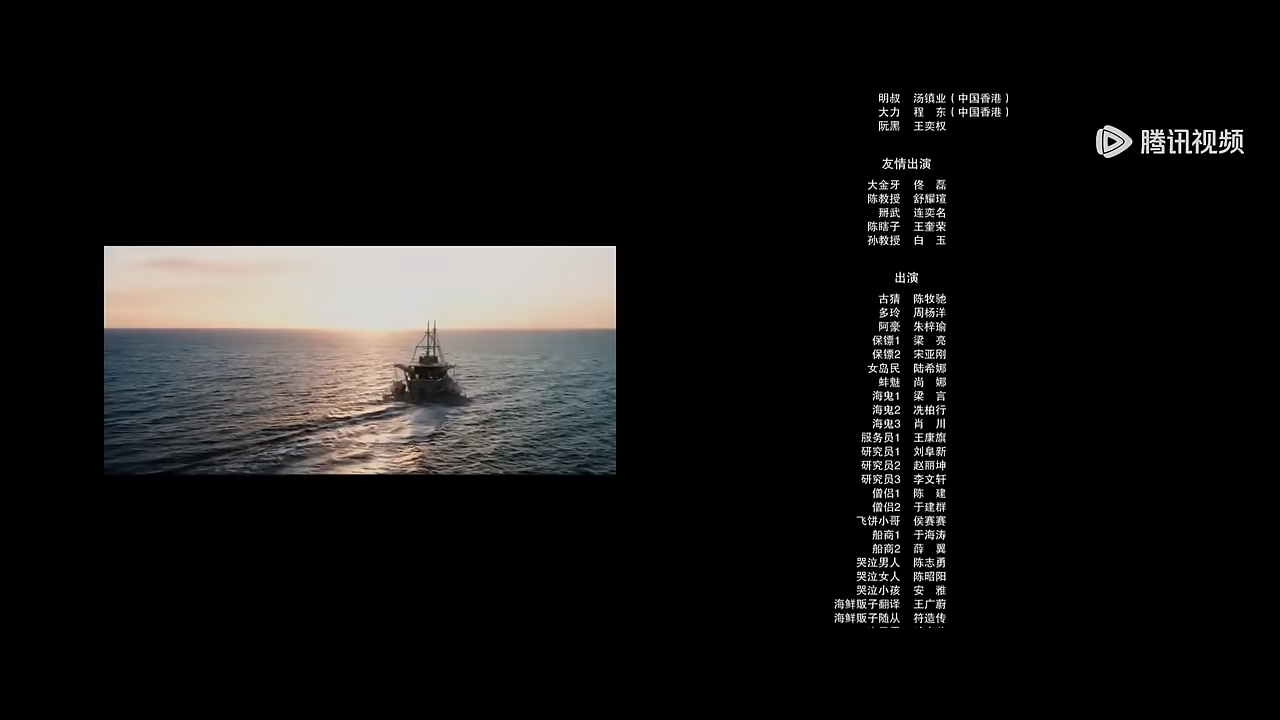 明叔 汤镇业（中国香港）
大力 程 东（中国香港）
阮黑 王奕权
腾讯视频
友情出演
大金牙 佟 磊
陈教授 舒耀瑄
掰武 连奕名
陈瞎子 王奎荣
孙教授 白 玉
出演
古猜 陈牧驰
多玲 周杨洋
阿豪 朱梓瑜
保镖1 梁 亮
保镖2 宋亚刚
女岛民 陆希娜
蚌魅 尚 娜
海鬼1 梁 言
海鬼2 冼柏行
海鬼3 肖 川
服务员1 王康旗
研究员1 刘阜新
研究员2 赵丽坤
研究员3 李文轩
僧侣1 陈 建
僧侣2 于建群
飞饼小哥 侯赛赛
船商1 于海涛
船商2 薛 翼
哭泣男人 陈志勇
哭泣女人 陈昭阳
哭泣小孩 安 雅
海鲜贩子翻译 王广蔚
海鲜贩子随从 符造传